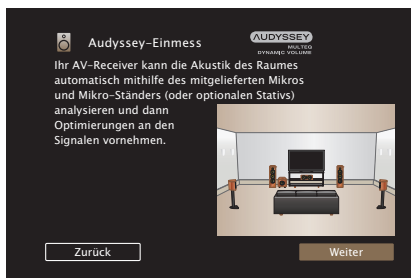 Audyssey-Einmess
AUDYSSEY
MULTEQ
DYNAMIC VOLUME
Ihr AV-Receiver kann die Akustik des Raumes
automatisch mithilfe des mitgelieferten Mikros
und Mikro-Ständers (oder optionalen Stativs)
analysieren und dann
Optimierungen an den
Signalen vornehmen.
Zurück
Weiter